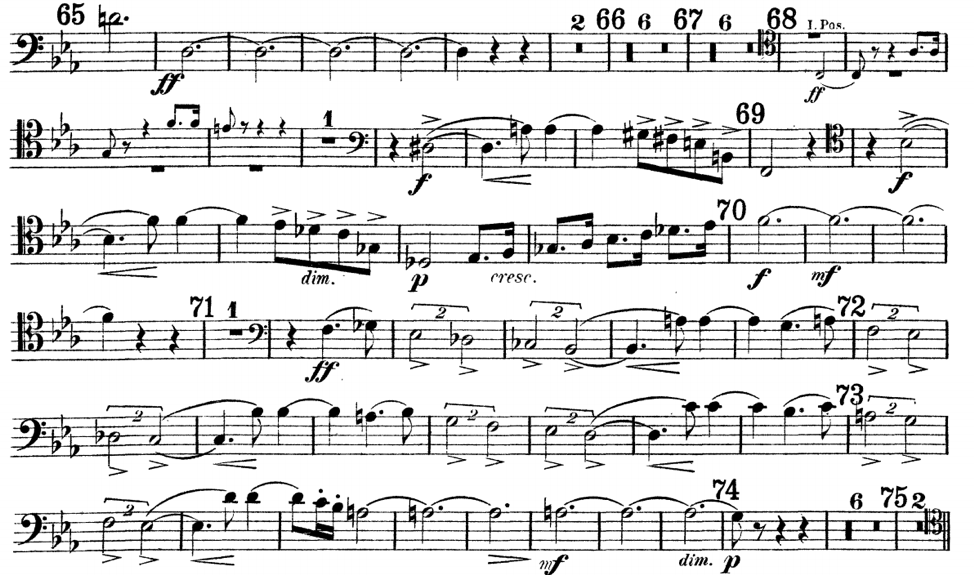 65 ff 2 66 6 67 6 68 I. Pos. ff
1 f 69 f
dim. p cresc. 70 f mf
71 1 ff 2 2 72 2
2 2 2 73 2
2 mf dim. 74 p 6 75 2